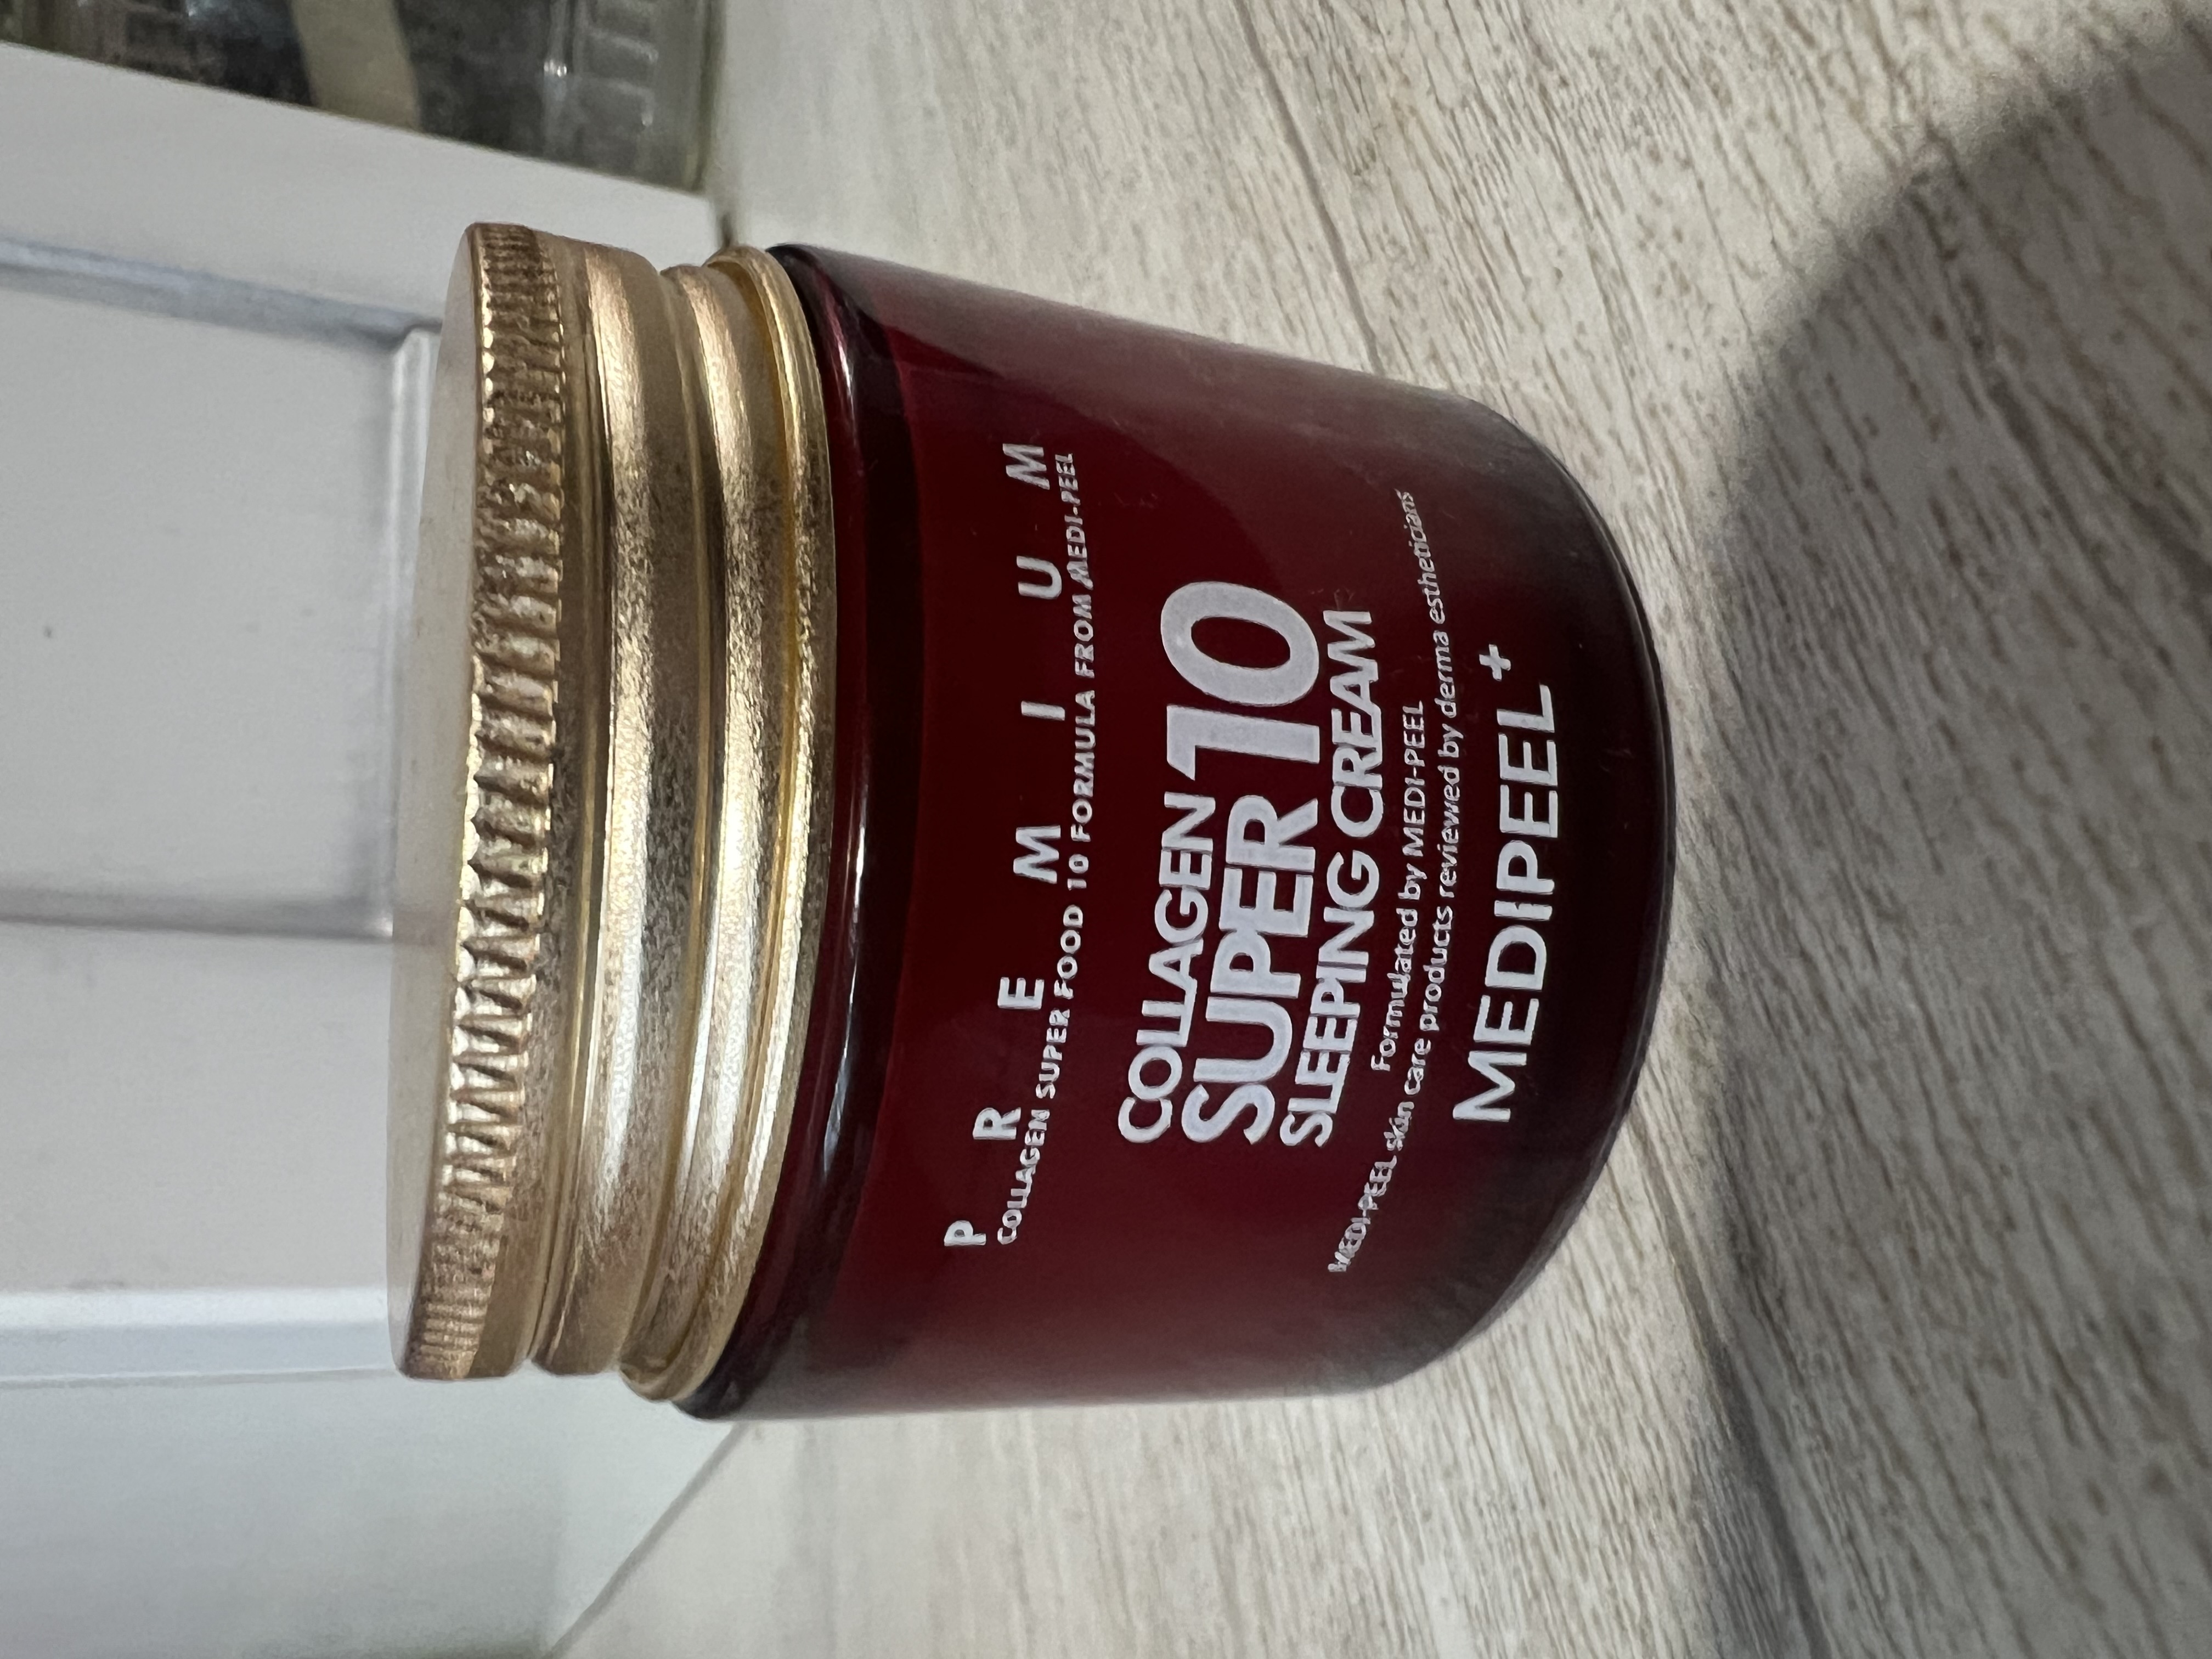 PREMIUM
COLLAGEN SUPER FOOD 10 FORMULA FROM MEDI-PEEL
COLLAGEN
SUPER 10
SLEEPING CREAM
Formulated by MEDI-PEEL
MEDI-PEEL skin care products reviewed by derma estheticians
MEDIPEEL+